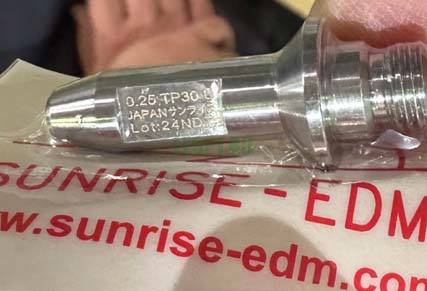 0.25 TP30
JAPANサンライズ
Lot:24ND
SUNRISE - EDM
w.sunrise-edm.com